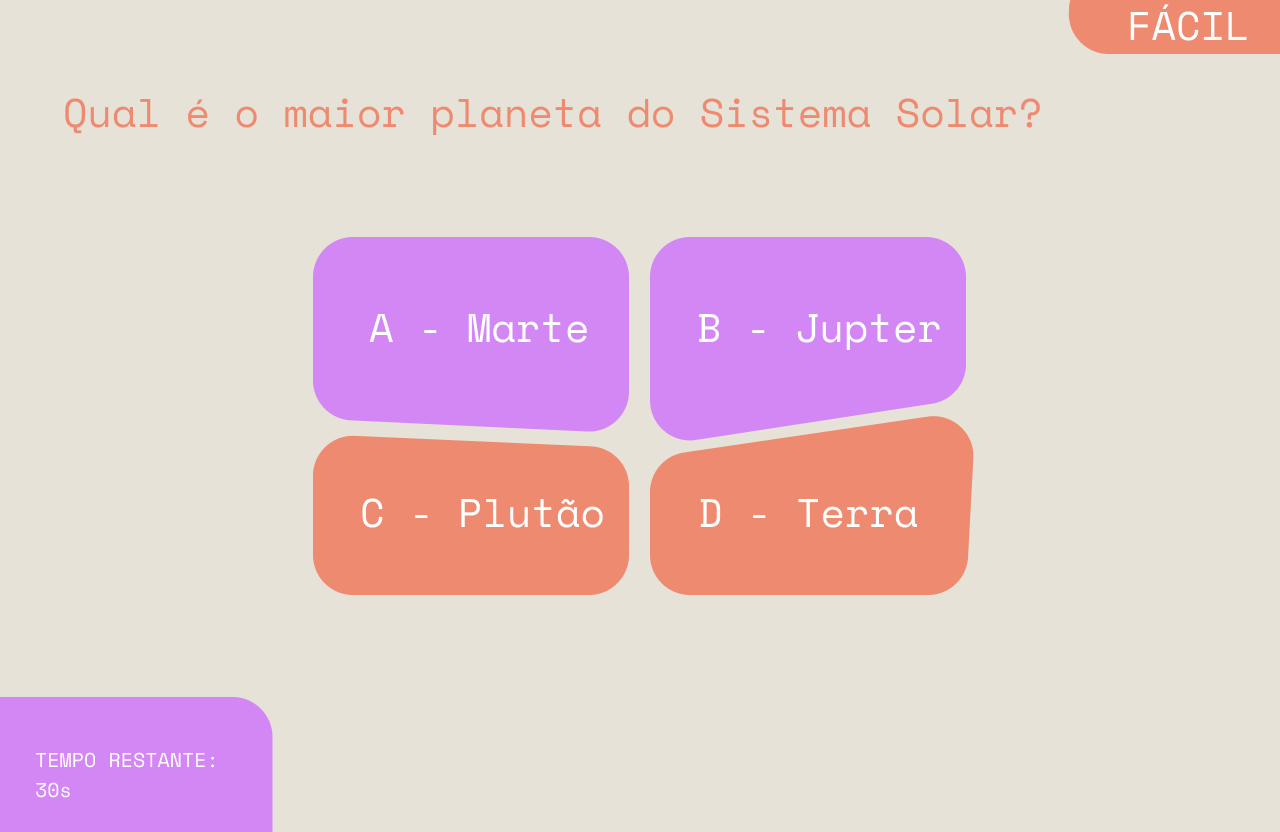 FÁCIL
Qual é o maior planeta do Sistema Solar?
A - Marte
B - Jupter
C - Plutão
D - Terra
TEMPO RESTANTE:
30s